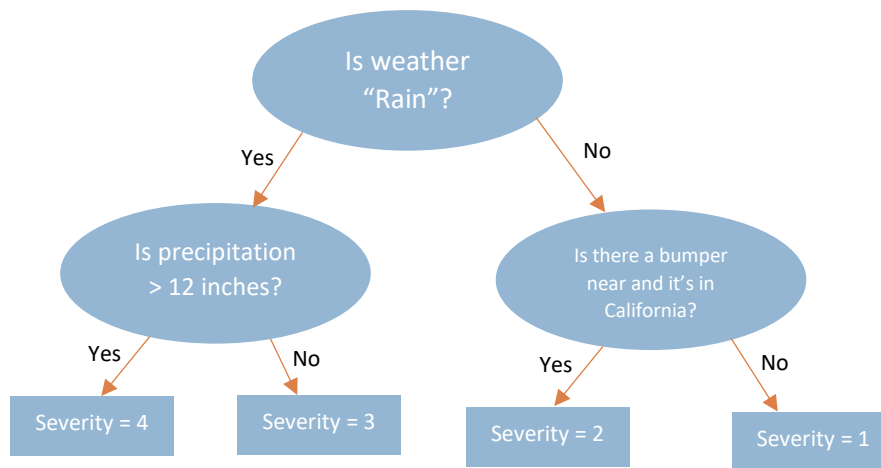 Is weather
“Rain”?
Yes
No
Is precipitation
> 12 inches?
Is there a bumper
near and it’s in
California?
Yes
No
Yes
No
Severity = 4
Severity = 3
Severity = 2
Severity = 1